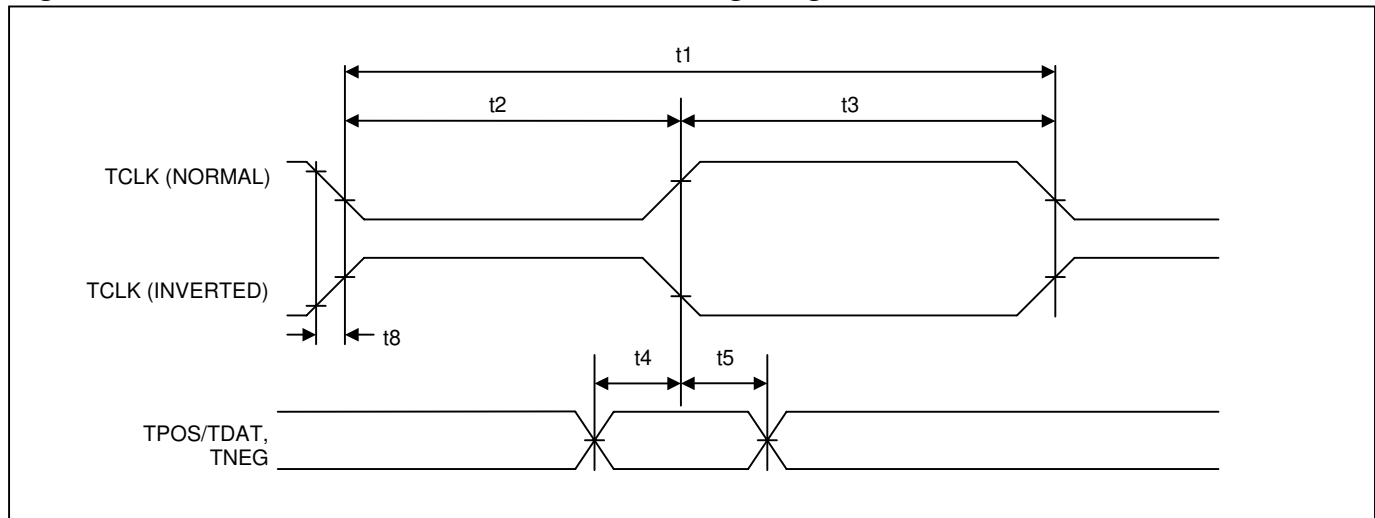 t1
t2
t3
TCLK (NORMAL)
TCLK (INVERTED)
t8
t4
t5
TPOS/TDAT,
TNEG